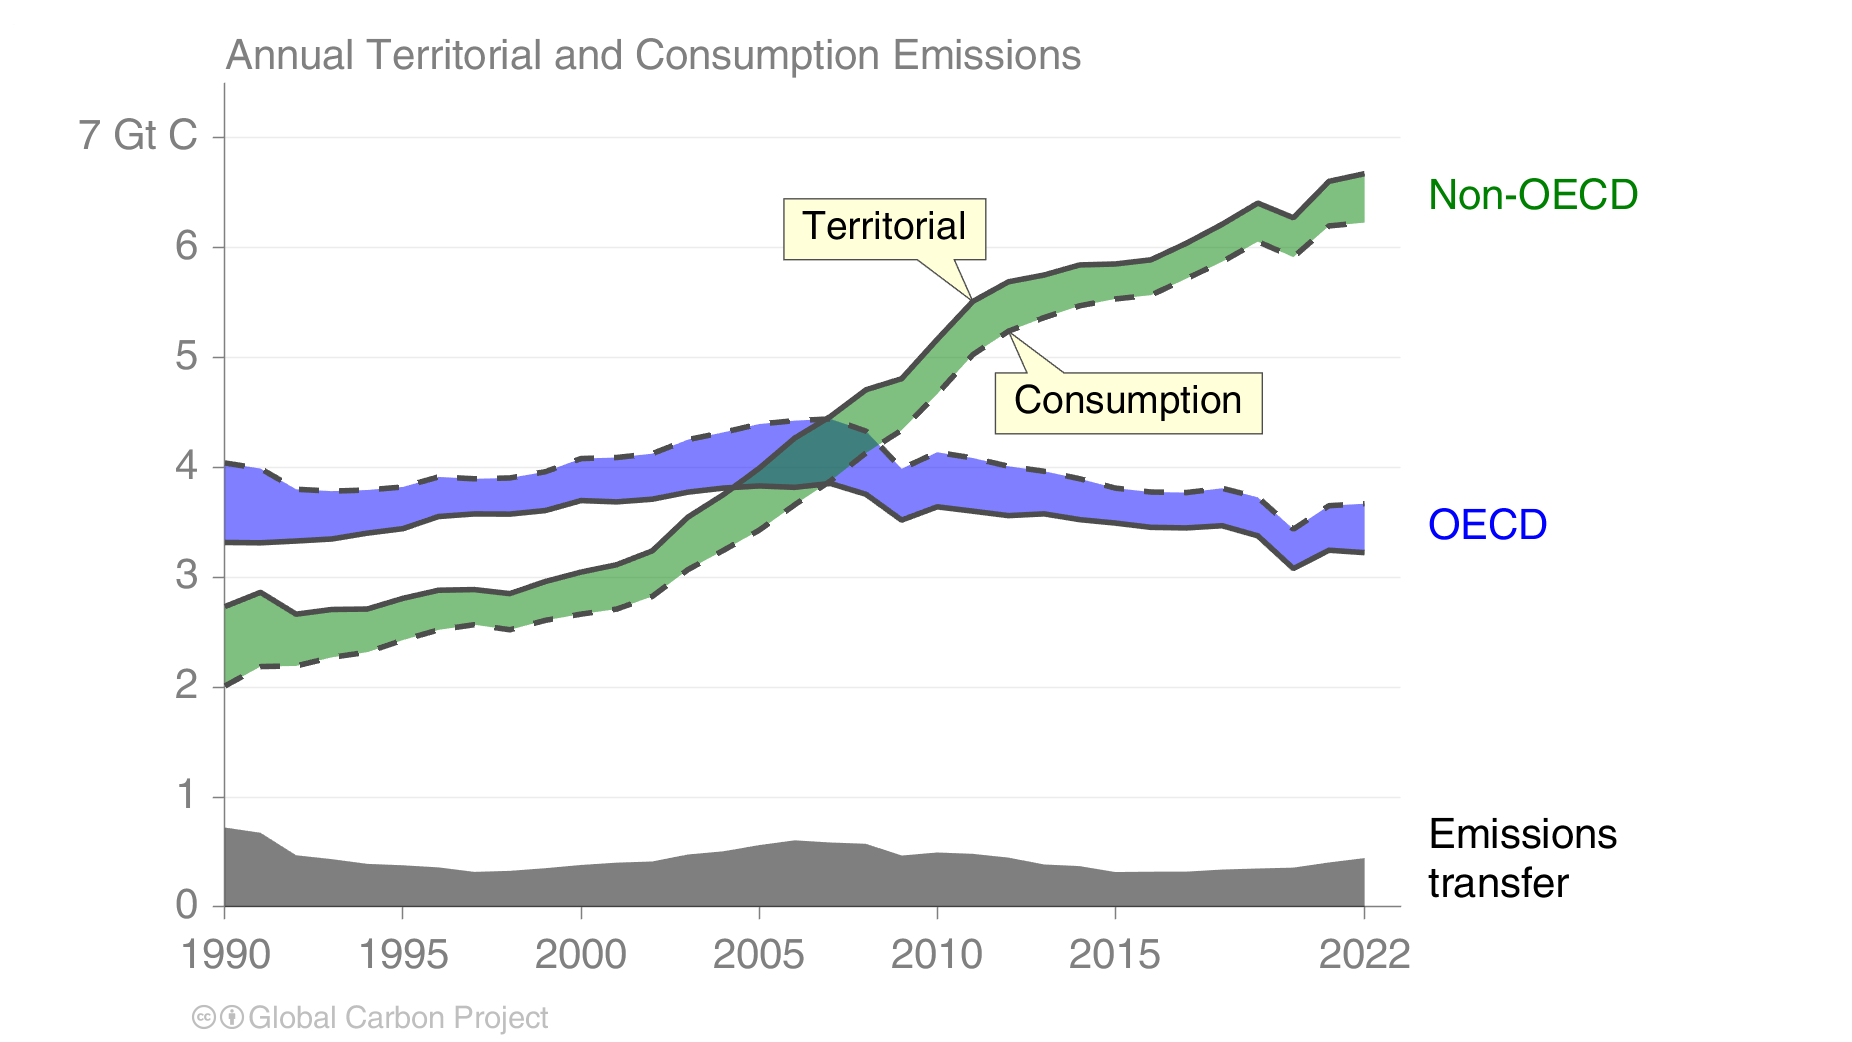 Annual Territorial and Consumption Emissions
7 Gt C
6
5
4
3
2
1
0
1990 1995 2000 2005 2010 2015 2022
Territorial
Consumption
Non-OECD
OECD
Emissions
transfer
cc Global Carbon Project